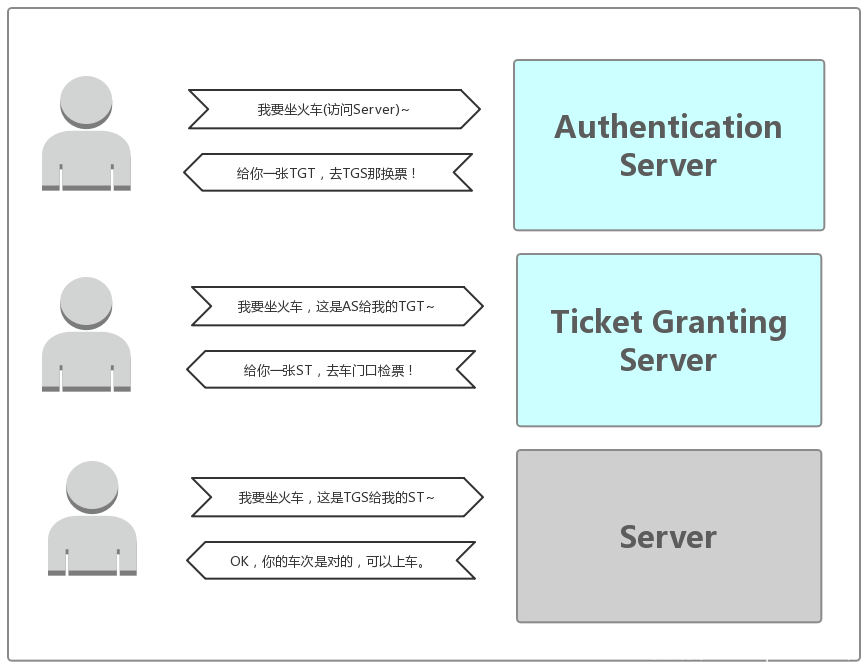 我要坐火车(访问Server)~
Authentication
Server
给你一张TGT，去TGS那换票！
我要坐火车，这是AS给我的TGT~
Ticket Granting
Server
给你一张ST，去车门口检票！
我要坐火车，这是TGS给我的ST~
Server
OK，你的车次是对的，可以上车。